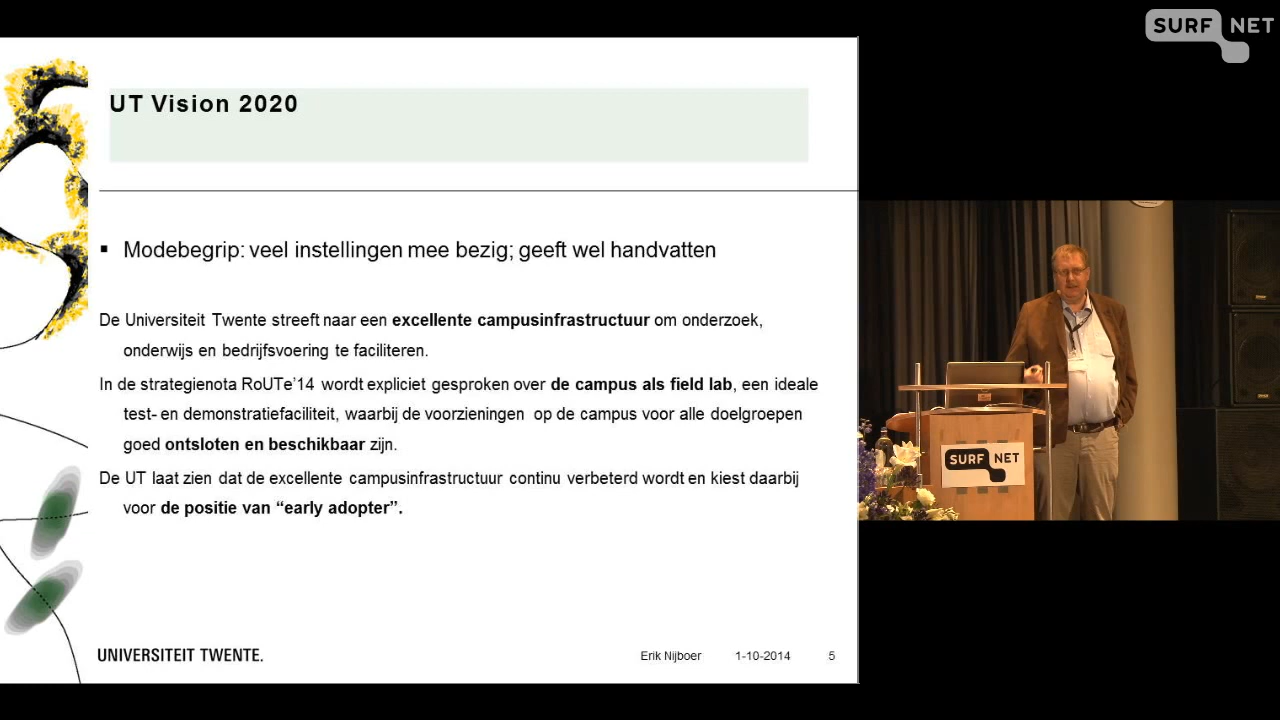 SURF NET
UT Vision 2020
▪ Modebegrip: veel instellingen mee bezig; geeft wel handvatten
De Universiteit Twente streeft naar een excellente campusinfrastructuur om onderzoek,
onderwijs en bedrijfsvoering te faciliteren.
In de strategienota RoUTe’14 wordt expliciet gesproken over de campus als field lab, een ideale
test- en demonstratiefaciliteit, waarbij de voorzieningen op de campus voor alle doelgroepen
goed ontsloten en beschikbaar zijn.
De UT laat zien dat de excellente campusinfrastructuur continu verbeterd wordt en kiest daarbij
voor de positie van “early adopter”.
UNIVERSITEIT TWENTE.
Erik Nijboer 1-10-2014 5
SURF NET